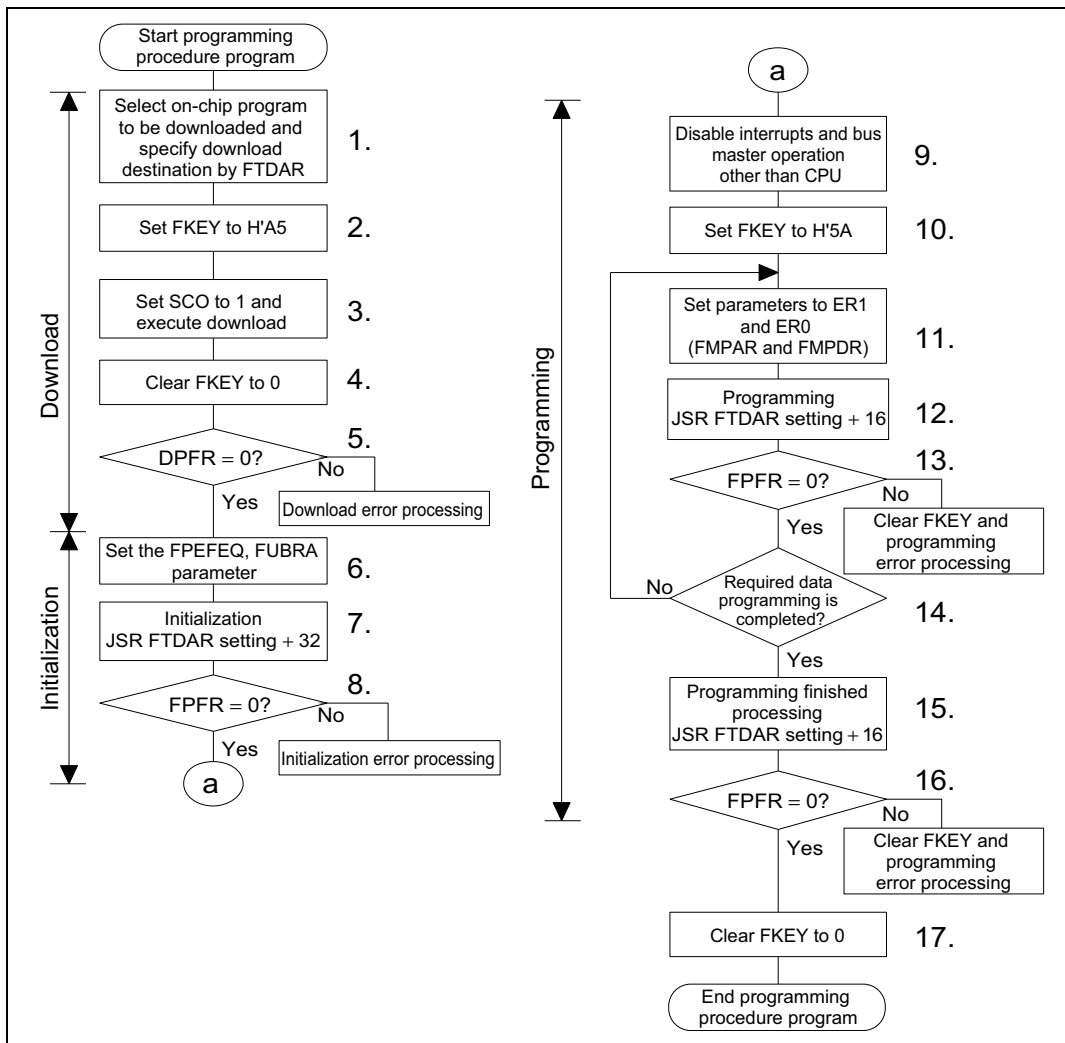 Start programming
procedure program
Select on-chip program
to be downloaded and
specify download
destination by FTDAR
1.
Set FKEY to H'A5
2.
Set SCO to 1 and
execute download
3.
Clear FKEY to 0
4.
DPFR = 0?
5.
No
Yes
Download error processing
Download
Set the FPEFEQ, FUBRA
parameter
6.
Initialization
JSR FTDAR setting + 32
7.
FPFR = 0?
8.
No
Yes
Initialization error processing
a
Initialization
a
Disable interrupts and bus
master operation
other than CPU
9.
Set FKEY to H'5A
10.
Set parameters to ER1
and ER0
(FMPAR and FMPDR)
11.
Programming
JSR FTDAR setting + 16
12.
FPFR = 0?
13.
No
Yes
Clear FKEY and
programming
error processing
Required data
programming is
completed?
14.
No
Yes
Programming finished
processing
JSR FTDAR setting + 16
15.
FPFR = 0?
16.
No
Yes
Clear FKEY and
programming
error processing
Programming
Clear FKEY to 0
17.
End programming
procedure program